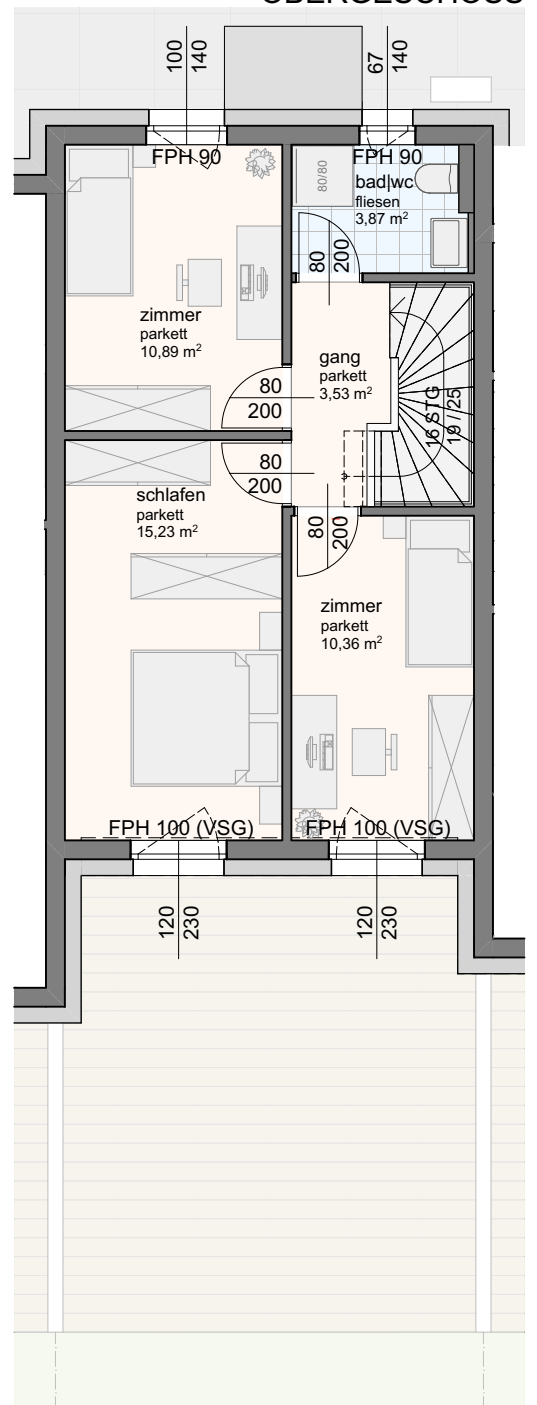 100
140
67
140
FPH 90
FPH 90
80/80
bad|wc
fliesen
3,87 m²
80
200
zimmer
parkett
10,89 m²
gang
parkett
3,53 m²
16 STG
19 / 25
80
200
80
200
schlafen
parkett
15,23 m²
80
200
zimmer
parkett
10,36 m²
FPH 100 (VSG)
FPH 100 (VSG)
120
230
120
230